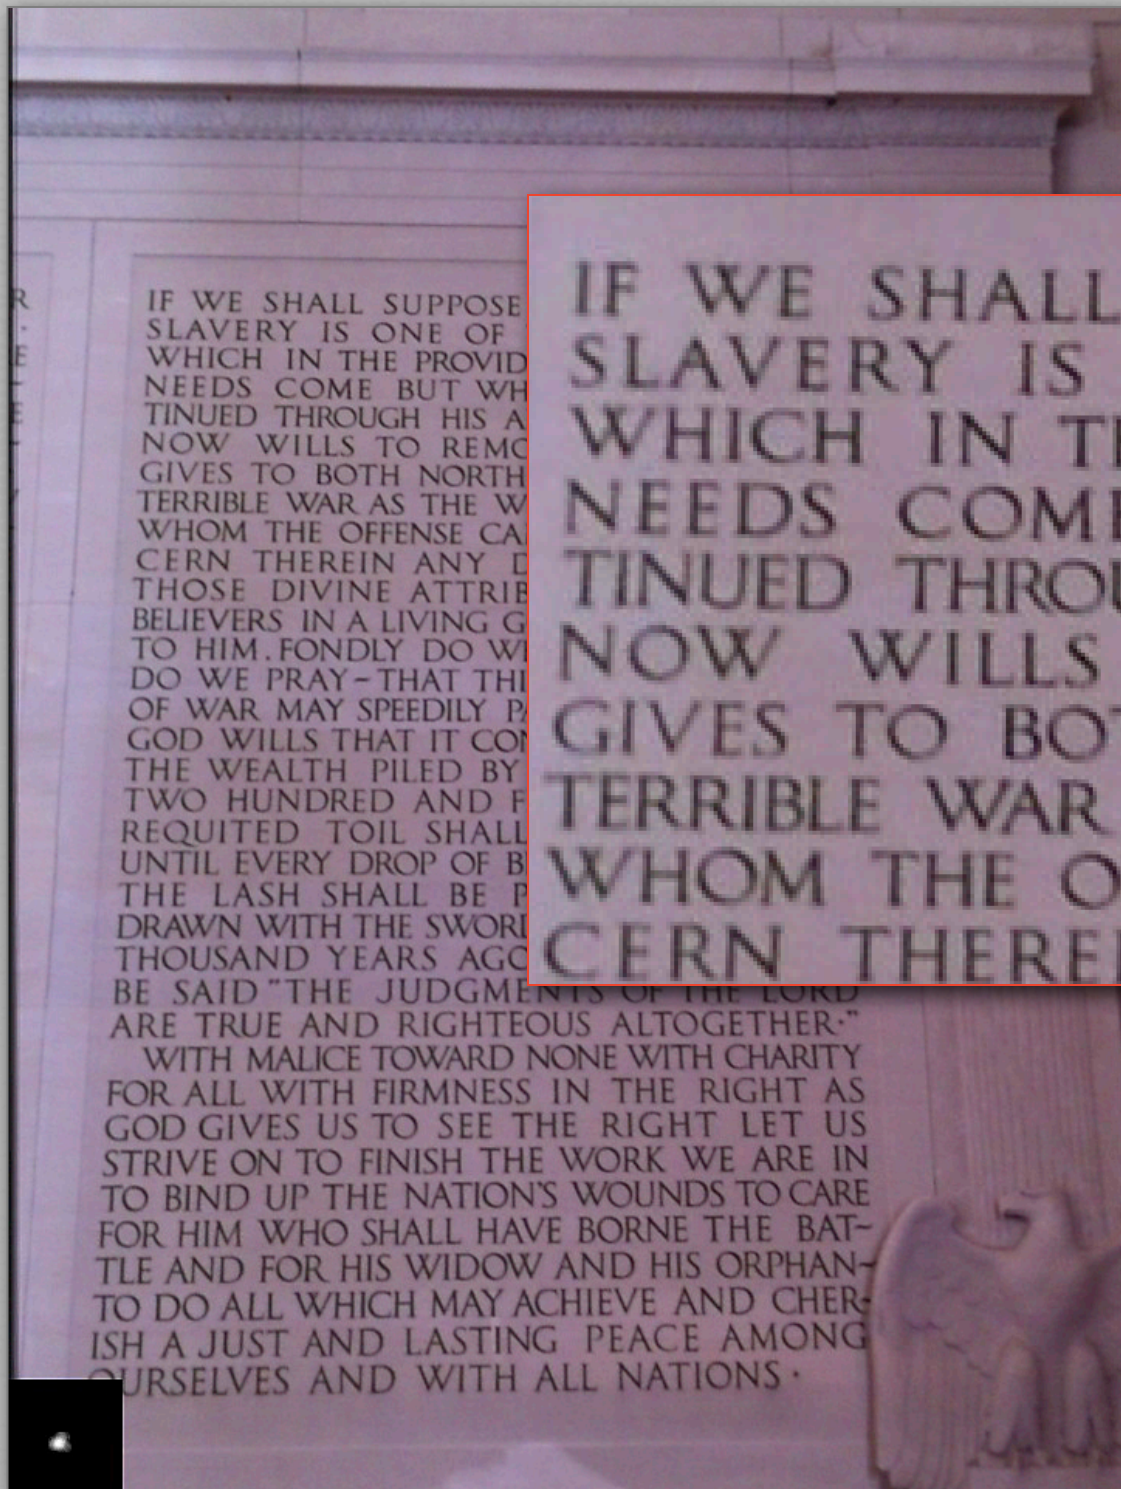 IF WE SHALL SUPPOSE
SLAVERY IS ONE OF
WHICH IN THE PROVID
NEEDS COME BUT WH
TINUED THROUGH HIS A
NOW WILLS TO REMO
GIVES TO BOTH NORTH
TERRIBLE WAR AS THE W
WHOM THE OFFENSE CA
CERN THEREIN ANY D
THOSE DIVINE ATTRIB
BELIEVERS IN A LIVING G
TO HIM. FONDLY DO WE
DO WE PRAY-THAT THI
OF WAR MAY SPEEDILY PA
GOD WILLS THAT IT CON
THE WEALTH PILED BY
TWO HUNDRED AND F
REQUITED TOIL SHALL
UNTIL EVERY DROP OF B
THE LASH SHALL BE P
DRAWN WITH THE SWORD
THOUSAND YEARS AGO
BE SAID "THE JUDGMENTS OF THE LORD
ARE TRUE AND RIGHTEOUS ALTOGETHER·"
WITH MALICE TOWARD NONE WITH CHARITY
FOR ALL WITH FIRMNESS IN THE RIGHT AS
GOD GIVES US TO SEE THE RIGHT LET US
STRIVE ON TO FINISH THE WORK WE ARE IN
TO BIND UP THE NATION'S WOUNDS TO CARE
FOR HIM WHO SHALL HAVE BORNE THE BAT-
TLE AND FOR HIS WIDOW AND HIS ORPHAN-
TO DO ALL WHICH MAY ACHIEVE AND CHER-
ISH A JUST AND LASTING PEACE AMONG
OURSELVES AND WITH ALL NATIONS·
IF WE SHALL
SLAVERY IS
WHICH IN TH
NEEDS COME
TINUED THROU
NOW WILLS
GIVES TO BOT
TERRIBLE WAR
WHOM THE O
CERN THEREI